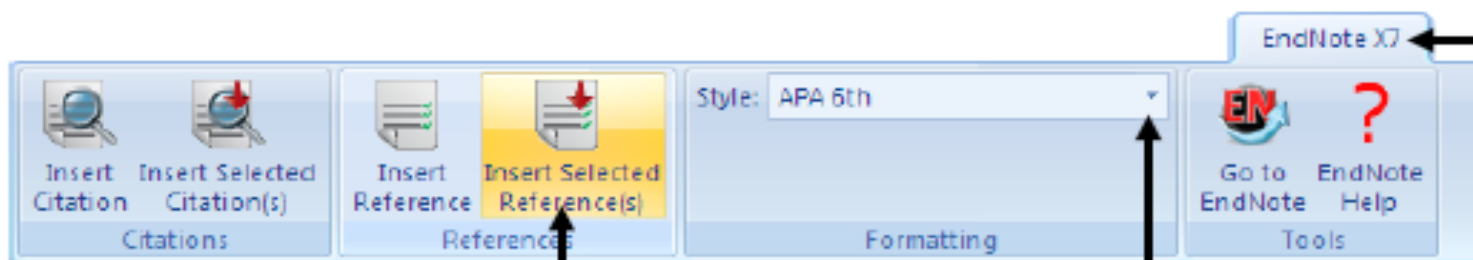 EndNote X7
Style: APA 6th
Insert Citation
Insert Selected Citation(s)
Insert Reference
Insert Selected Reference(s)
EN
Go to EndNote
?
EndNote Help
Citations
References
Formatting
Tools